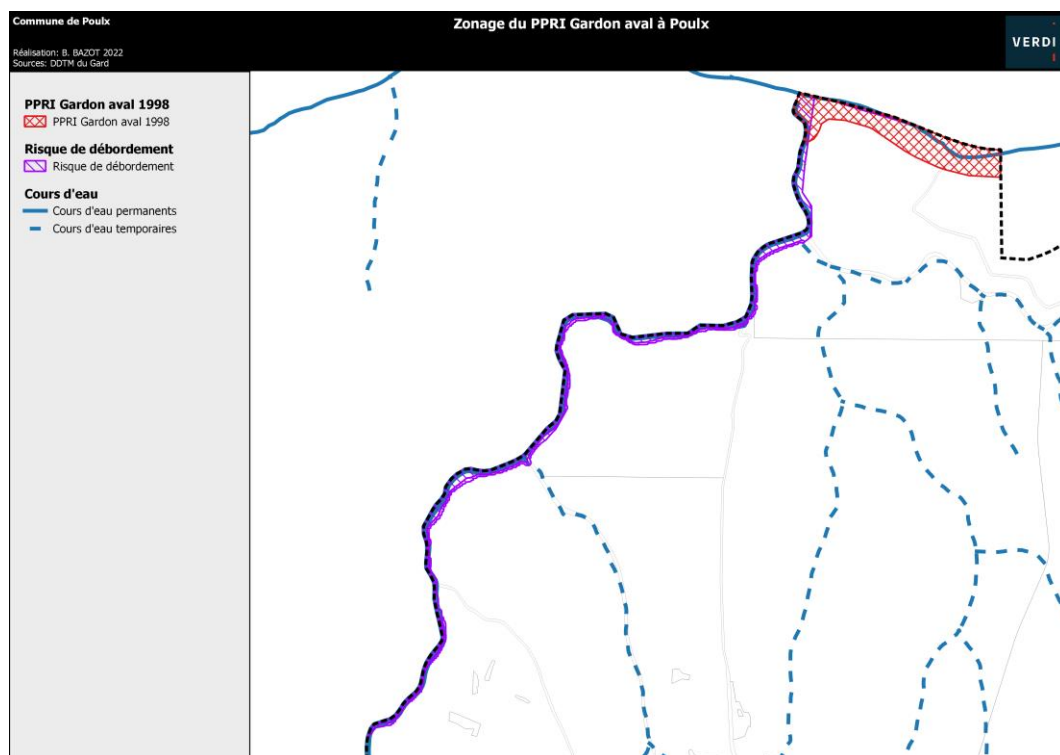 Commune de Poulx
Zonage du PPRI Gardon aval à Poulx
Réalisation: B. BAZOT 2022
Sources: DDTM du Gard
VERDI
PPRI Gardon aval 1998
PPRI Gardon aval 1998
Risque de débordement
Risque de débordement
Cours d'eau
Cours d'eau permanents
Cours d'eau temporaires